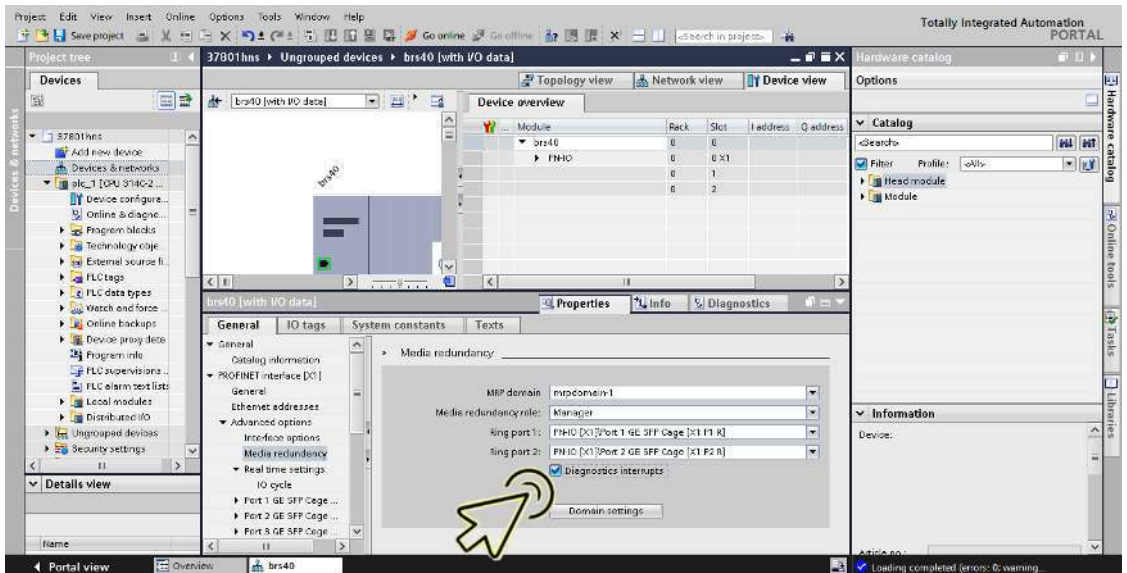 Project Edit View Insert Online Options Tools Window Help
Totally Integrated Automation
PORTAL
Save project
Go online
Go offline
<Search in project>
Project tree
37801hns ▸ Ungrouped devices ▸ brs40 [with I/O data]
Hardware catalog
Devices
Topology view
Network view
Device view
Options
brs40 [with I/O data]
Device overview
Module Rack Slot I address Q address
brs40 0 0
PN-IO 0 0 X1
0 1
0 2
brs40
37801hns
Add new device
Devices & networks
plc_1 [CPU 314C-2 ...
Device configura...
Online & diagno...
Program blocks
Technology obje...
External source fi...
PLC tags
PLC data types
Watch and force ...
Online backups
Device proxy data
Program info
PLC supervisions ...
PLC alarm text lists
Local modules
Distributed I/O
Ungrouped devices
Security settings
Details view
Name
Catalog
<Search>
Filter Profile: <All>
Head module
Module
Information
Device:
Article no.:
brs40 [with I/O data]
Properties
Info
Diagnostics
General IO tags System constants Texts
General
Catalog information
PROFINET interface [X1]
General
Ethernet addresses
Advanced options
Interface options
Media redundancy
Real time settings
IO cycle
Port 1 GE SFP Cage ...
Port 2 GE SFP Cage ...
Port 3 GE SFP Cage ...
Media redundancy
MRP domain mrpdomain-1
Media redundancy role: Manager
Ring port 1: PN-IO [X1]\Port 1 GE SFP Cage [X1 P1 R]
Ring port 2: PN-IO [X1]\Port 2 GE SFP Cage [X1 P2 R]
Diagnostics interrupts
Domain settings
Devices & networks
Hardware catalog
Online tools
Tasks
Libraries
Portal view
Overview
brs40
Loading completed (errors: 0; warning...